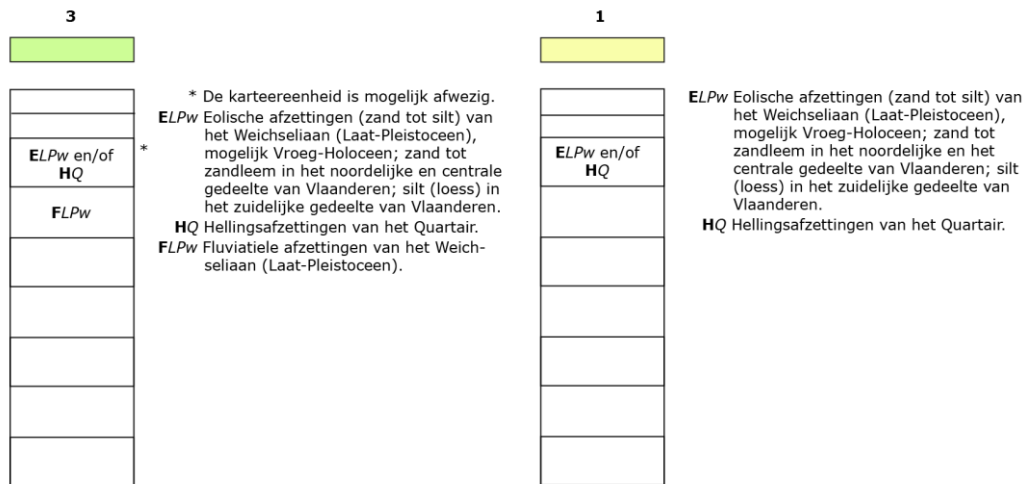 3
ELPw en/of
HQ
*
FLPw
* De karteereenheid is mogelijk afwezig.
ELPw Eolische afzettingen (zand tot silt) van
het Weichseliaan (Laat-Pleistoceen),
mogelijk Vroeg-Holoceen; zand tot
zandleem in het noordelijke en centrale
gedeelte van Vlaanderen; silt (loess) in
het zuidelijke gedeelte van Vlaanderen.
HQ Hellingsafzettingen van het Quartair.
FLPw Fluviatiele afzettingen van het Weich-
seliaan (Laat-Pleistoceen).
1
ELPw en/of
HQ
ELPw Eolische afzettingen (zand tot silt) van
het Weichseliaan (Laat-Pleistoceen),
mogelijk Vroeg-Holoceen; zand tot
zandleem in het noordelijke en het
centrale gedeelte van Vlaanderen; silt
(loess) in het zuidelijke gedeelte van
Vlaanderen.
HQ Hellingsafzettingen van het Quartair.